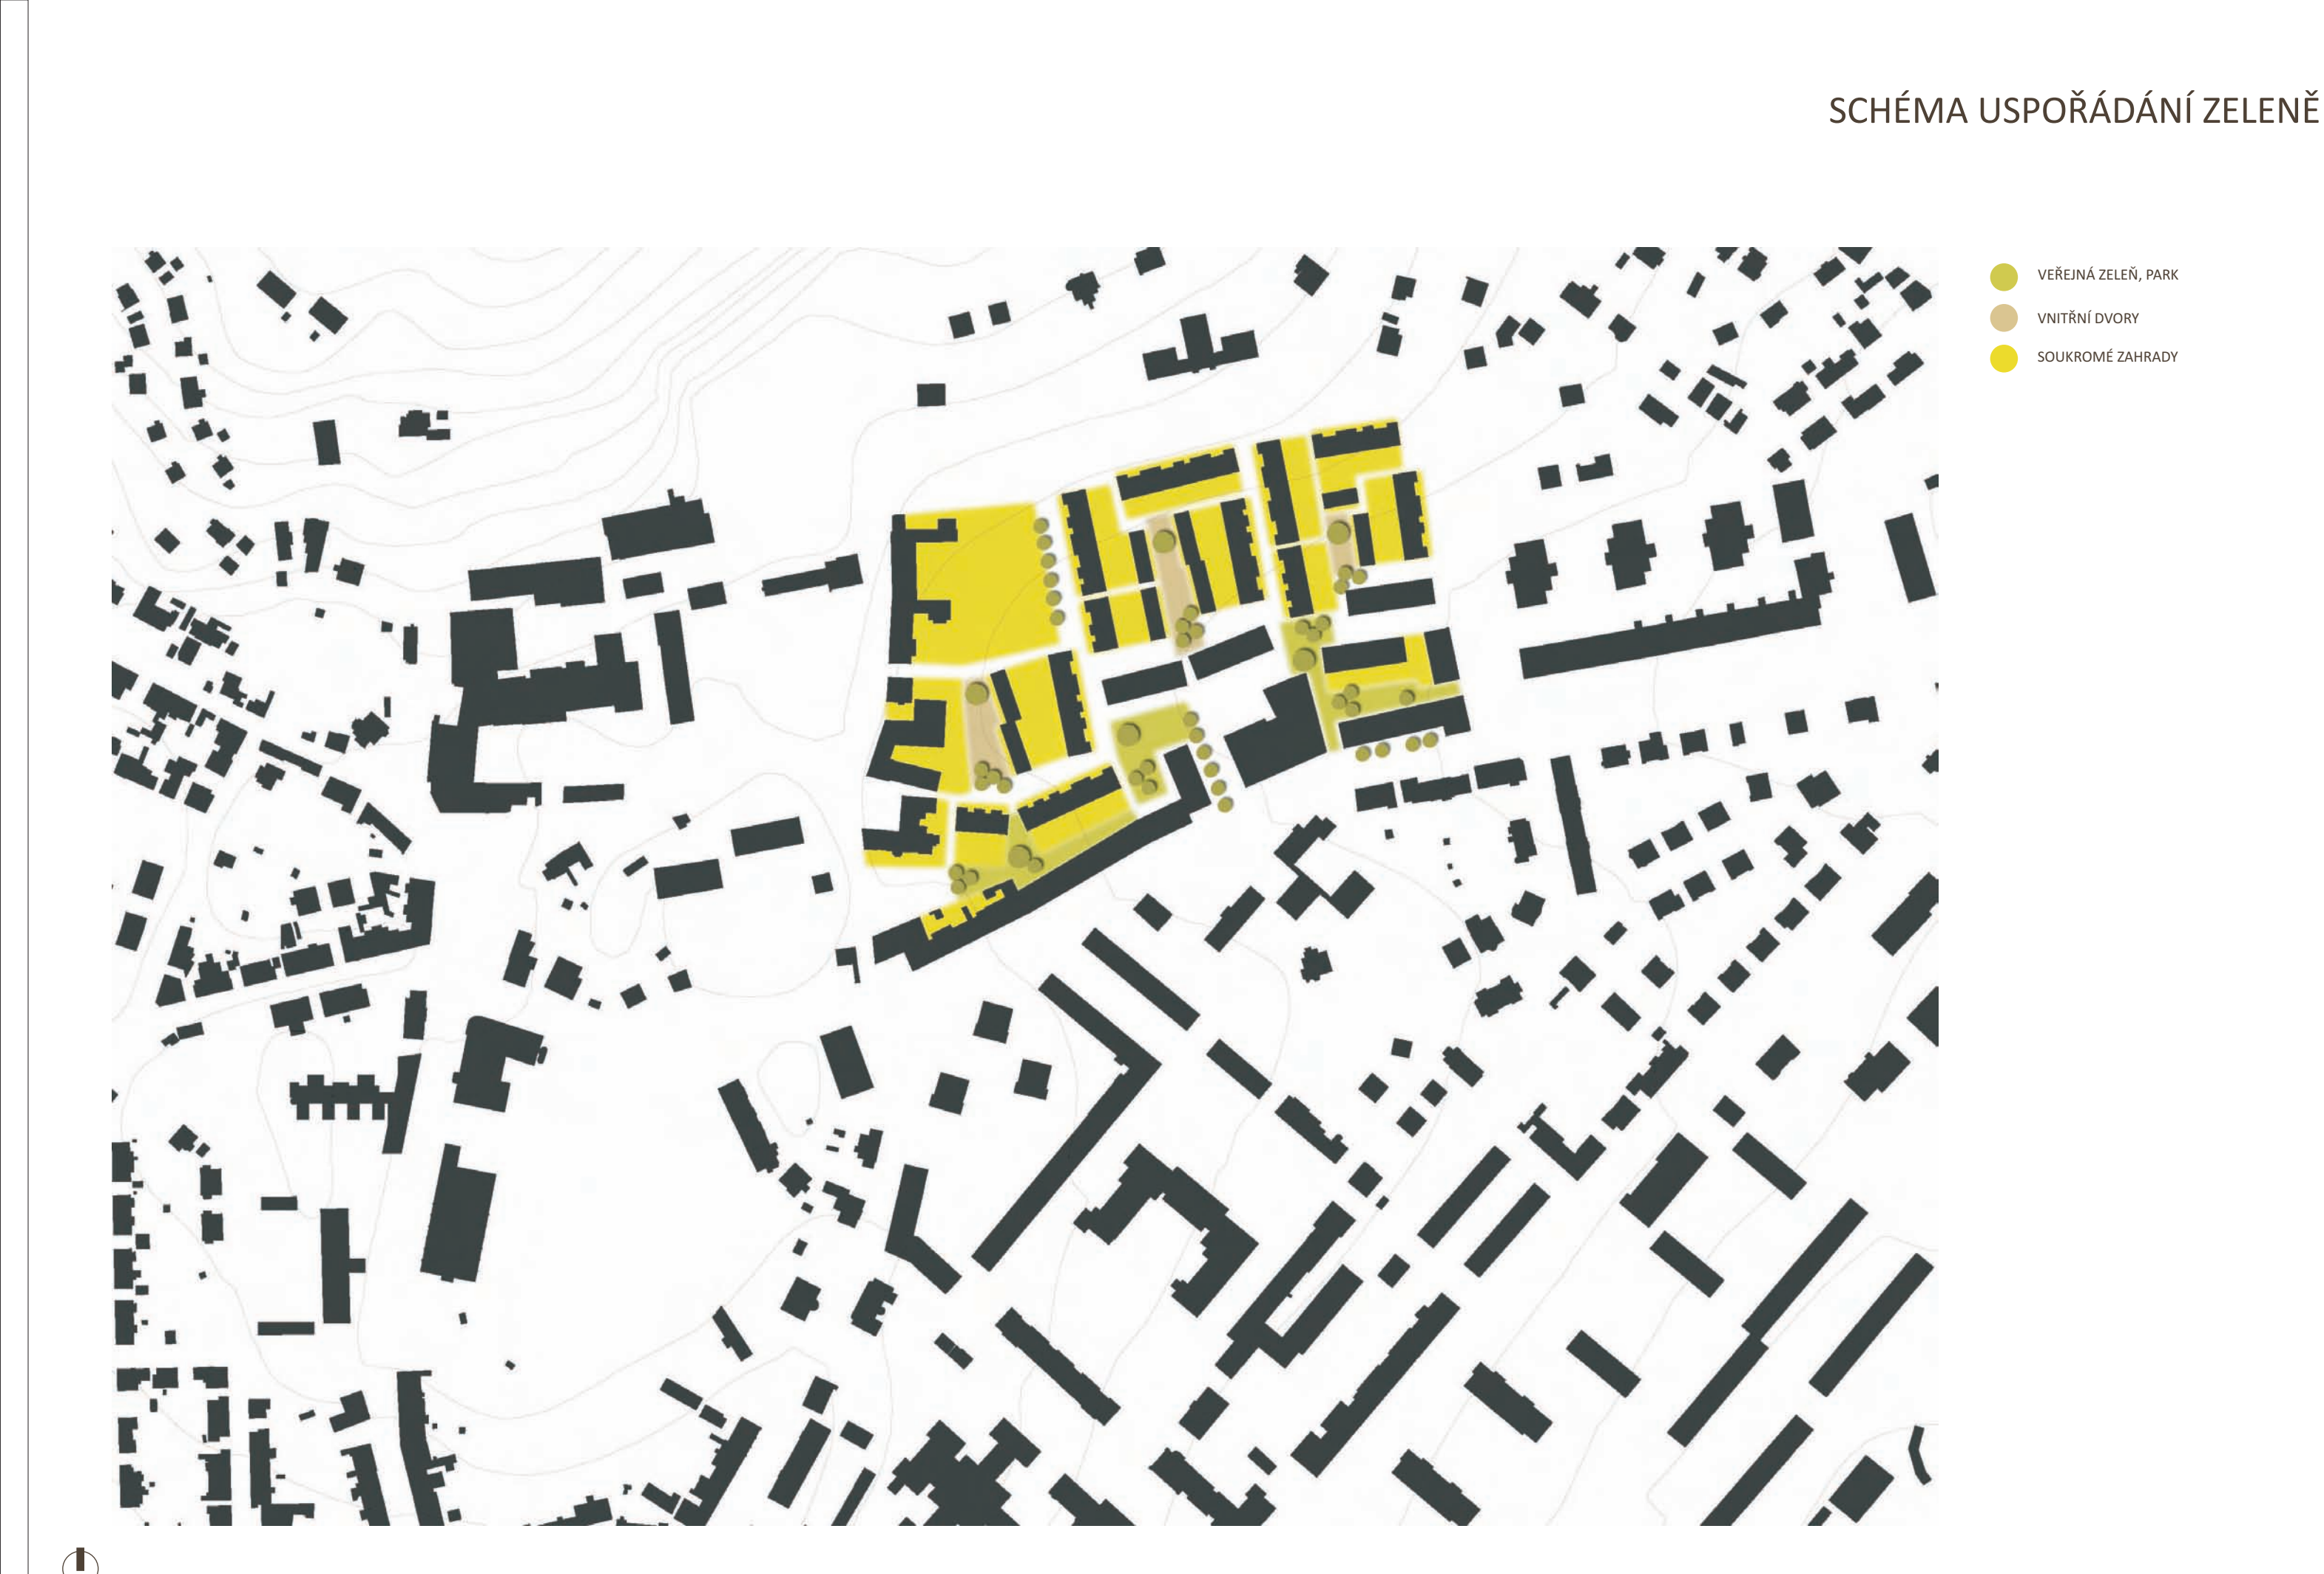 SCHÉMA USPOŘÁDÁNÍ ZELENĚ
VEŘEJNÁ ZELEŇ, PARK
VNITŘNÍ DVORY
SOUKROMÉ ZAHRADY